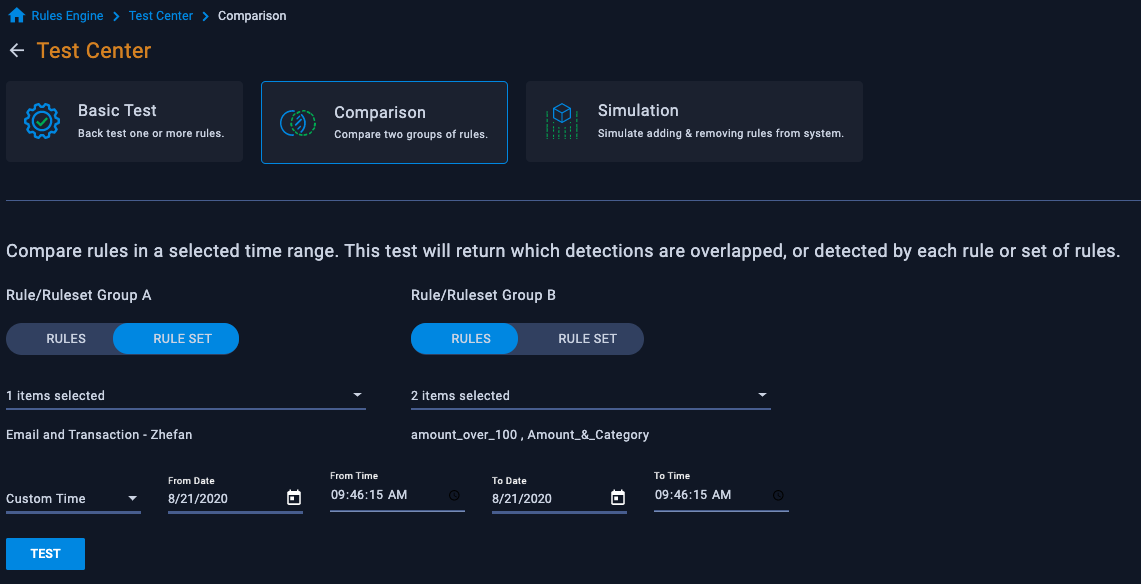 Rules Engine > Test Center > Comparison
Test Center
Basic Test
Back test one or more rules.
Comparison
Compare two groups of rules.
Simulation
Simulate adding & removing rules from system.
Compare rules in a selected time range. This test will return which detections are overlapped, or detected by each rule or set of rules.
Rule/Ruleset Group A
RULES RULE SET
1 items selected
Email and Transaction - Zhefan
Rule/Ruleset Group B
RULES RULE SET
2 items selected
amount_over_100 , Amount_&_Category
Custom Time
From Date
8/21/2020
From Time
09:46:15 AM
To Date
8/21/2020
To Time
09:46:15 AM
TEST